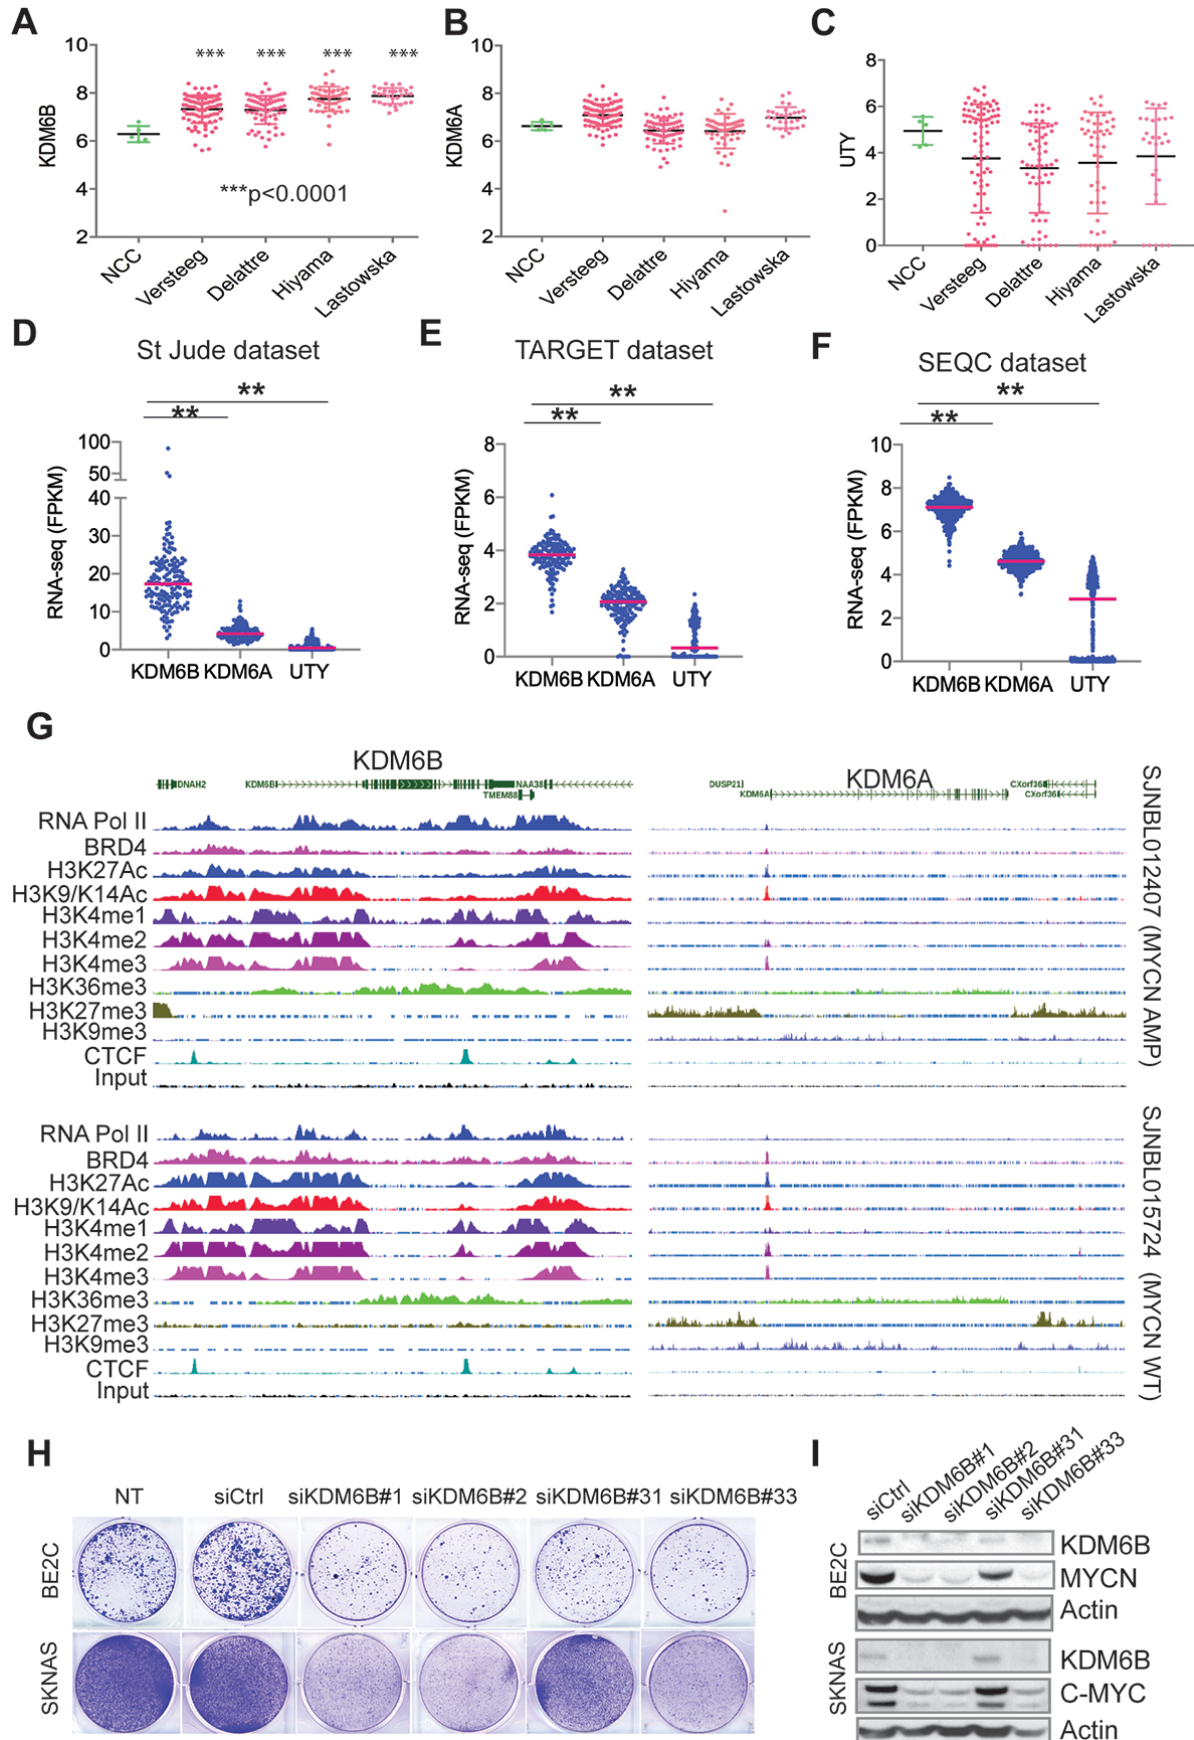 A
B
C
10
8
6
4
2
KDM6B
***
***
***
***
***p<0.0001
NCC
Versteeg
Delattre
Hiyama
Lastowska
10
8
6
4
2
KDM6A
NCC
Versteeg
Delattre
Hiyama
Lastowska
8
6
4
2
0
UTY
NCC
Versteeg
Delattre
Hiyama
Lastowska
D
St Jude dataset
**
**
100
50
40
30
20
10
0
RNA-seq (FPKM)
KDM6B KDM6A UTY
E
TARGET dataset
**
**
8
6
4
2
0
RNA-seq (FPKM)
KDM6B KDM6A UTY
F
SEQC dataset
**
**
10
8
6
4
2
0
RNA-seq (FPKM)
KDM6B KDM6A UTY
G
KDM6B
KDM6A
DNAH2
KDM6B
NAA38
TMEM88
DUSP21
KDM6A
CXorf36
CXorf36
RNA Pol II
BRD4
H3K27Ac
H3K9/K14Ac
H3K4me1
H3K4me2
H3K4me3
H3K36me3
H3K27me3
H3K9me3
CTCF
Input
SJNBL012407 (MYCN AMP)
RNA Pol II
BRD4
H3K27Ac
H3K9/K14Ac
H3K4me1
H3K4me2
H3K4me3
H3K36me3
H3K27me3
H3K9me3
CTCF
Input
SJNBL015724 (MYCN WT)
H
NT siCtrl siKDM6B#1 siKDM6B#2 siKDM6B#31 siKDM6B#33
BE2C
SKNAS
I
siCtrl
siKDM6B#1
siKDM6B#2
siKDM6B#31
siKDM6B#33
BE2C
KDM6B
MYCN
Actin
SKNAS
KDM6B
C-MYC
Actin